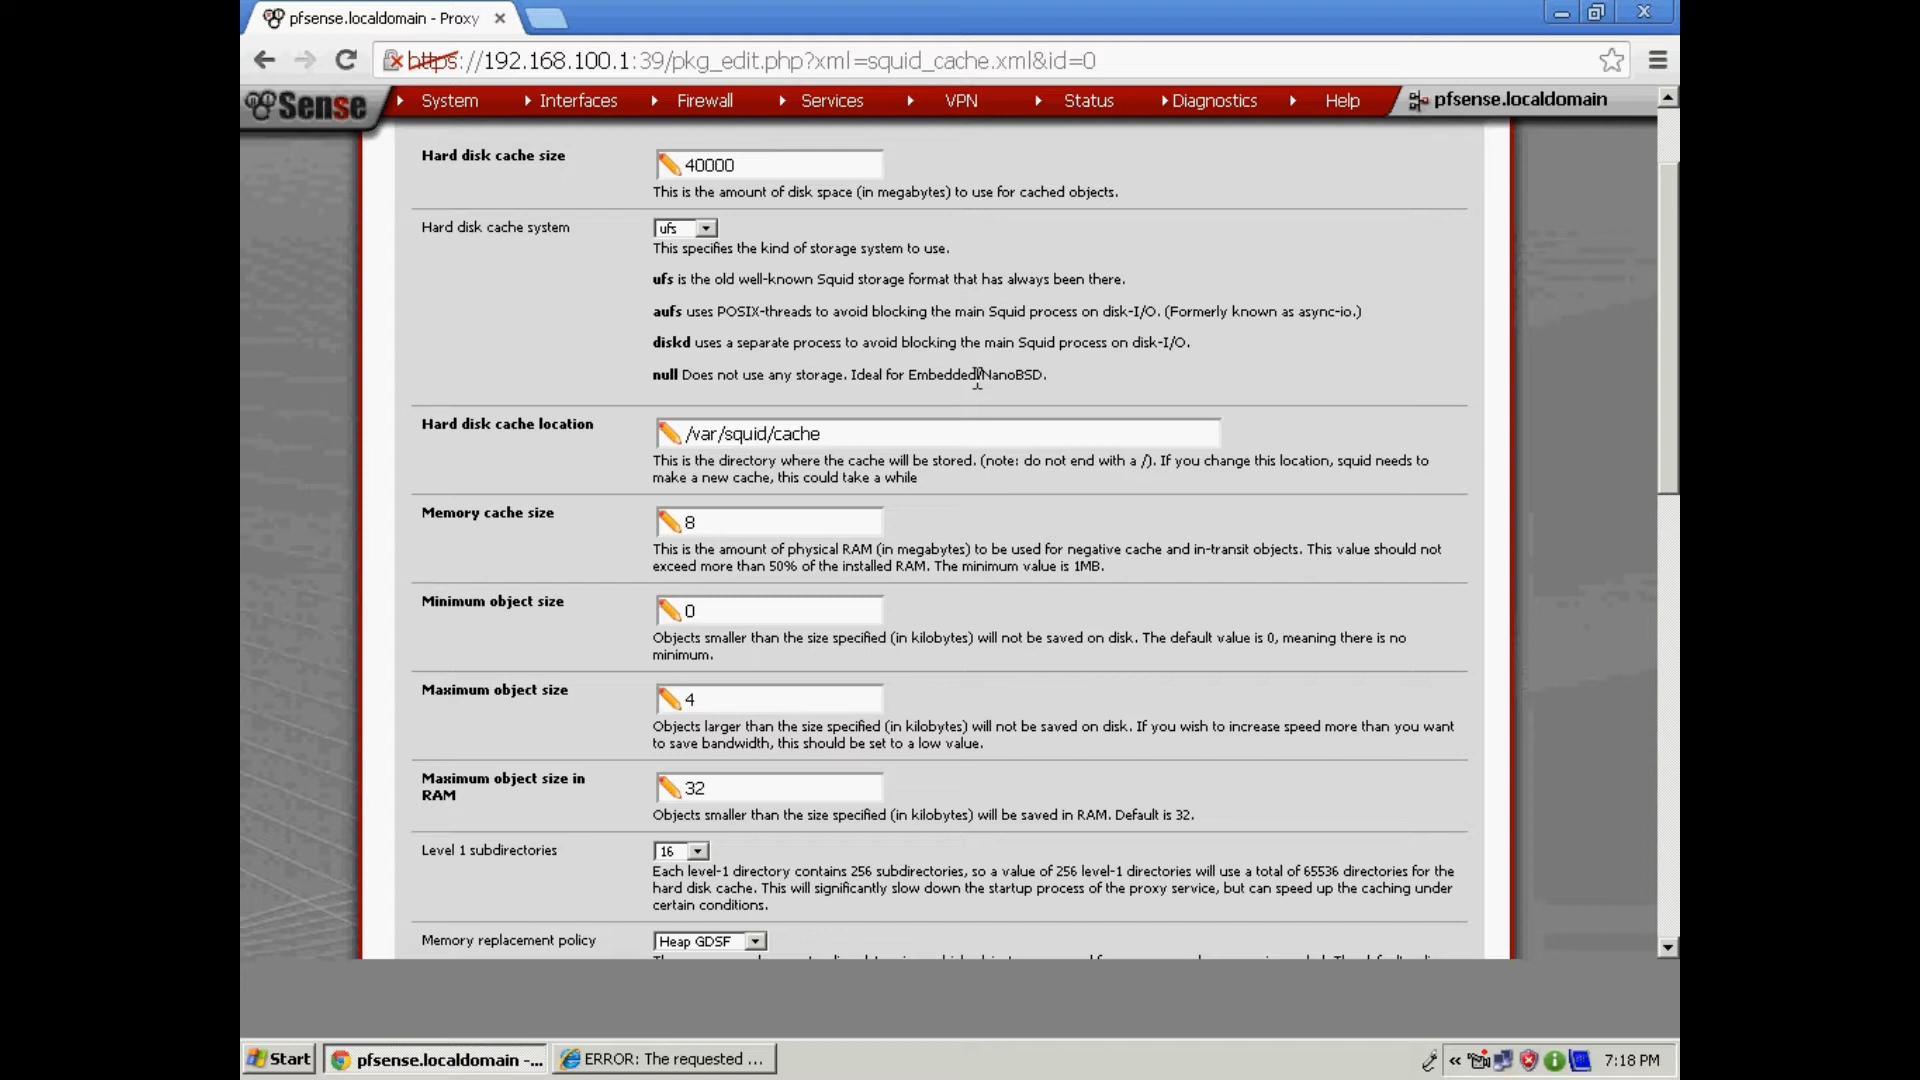 pfsense.localdomain - Proxy
https://192.168.100.1:39/pkg_edit.php?xml=squid_cache.xml&id=0
Sense
System
Interfaces
Firewall
Services
VPN
Status
Diagnostics
Help
pfsense.localdomain
Hard disk cache size
40000
This is the amount of disk space (in megabytes) to use for cached objects.
Hard disk cache system
ufs
This specifies the kind of storage system to use.
ufs is the old well-known Squid storage format that has always been there.
aufs uses POSIX-threads to avoid blocking the main Squid process on disk-I/O. (Formerly known as async-io.)
diskd uses a separate process to avoid blocking the main Squid process on disk-I/O.
null Does not use any storage. Ideal for Embedded/NanoBSD.
Hard disk cache location
/var/squid/cache
This is the directory where the cache will be stored. (note: do not end with a /). If you change this location, squid needs to
make a new cache, this could take a while
Memory cache size
8
This is the amount of physical RAM (in megabytes) to be used for negative cache and in-transit objects. This value should not
exceed more than 50% of the installed RAM. The minimum value is 1MB.
Minimum object size
0
Objects smaller than the size specified (in kilobytes) will not be saved on disk. The default value is 0, meaning there is no
minimum.
Maximum object size
4
Objects larger than the size specified (in kilobytes) will not be saved on disk. If you wish to increase speed more than you want
to save bandwidth, this should be set to a low value.
Maximum object size in
RAM
32
Objects smaller than the size specified (in kilobytes) will be saved in RAM. Default is 32.
Level 1 subdirectories
16
Each level-1 directory contains 256 subdirectories, so a value of 256 level-1 directories will use a total of 65536 directories for the
hard disk cache. This will significantly slow down the startup process of the proxy service, but can speed up the caching under
certain conditions.
Memory replacement policy
Heap GDSF
Start
pfsense.localdomain -...
ERROR: The requested ...
7:18 PM